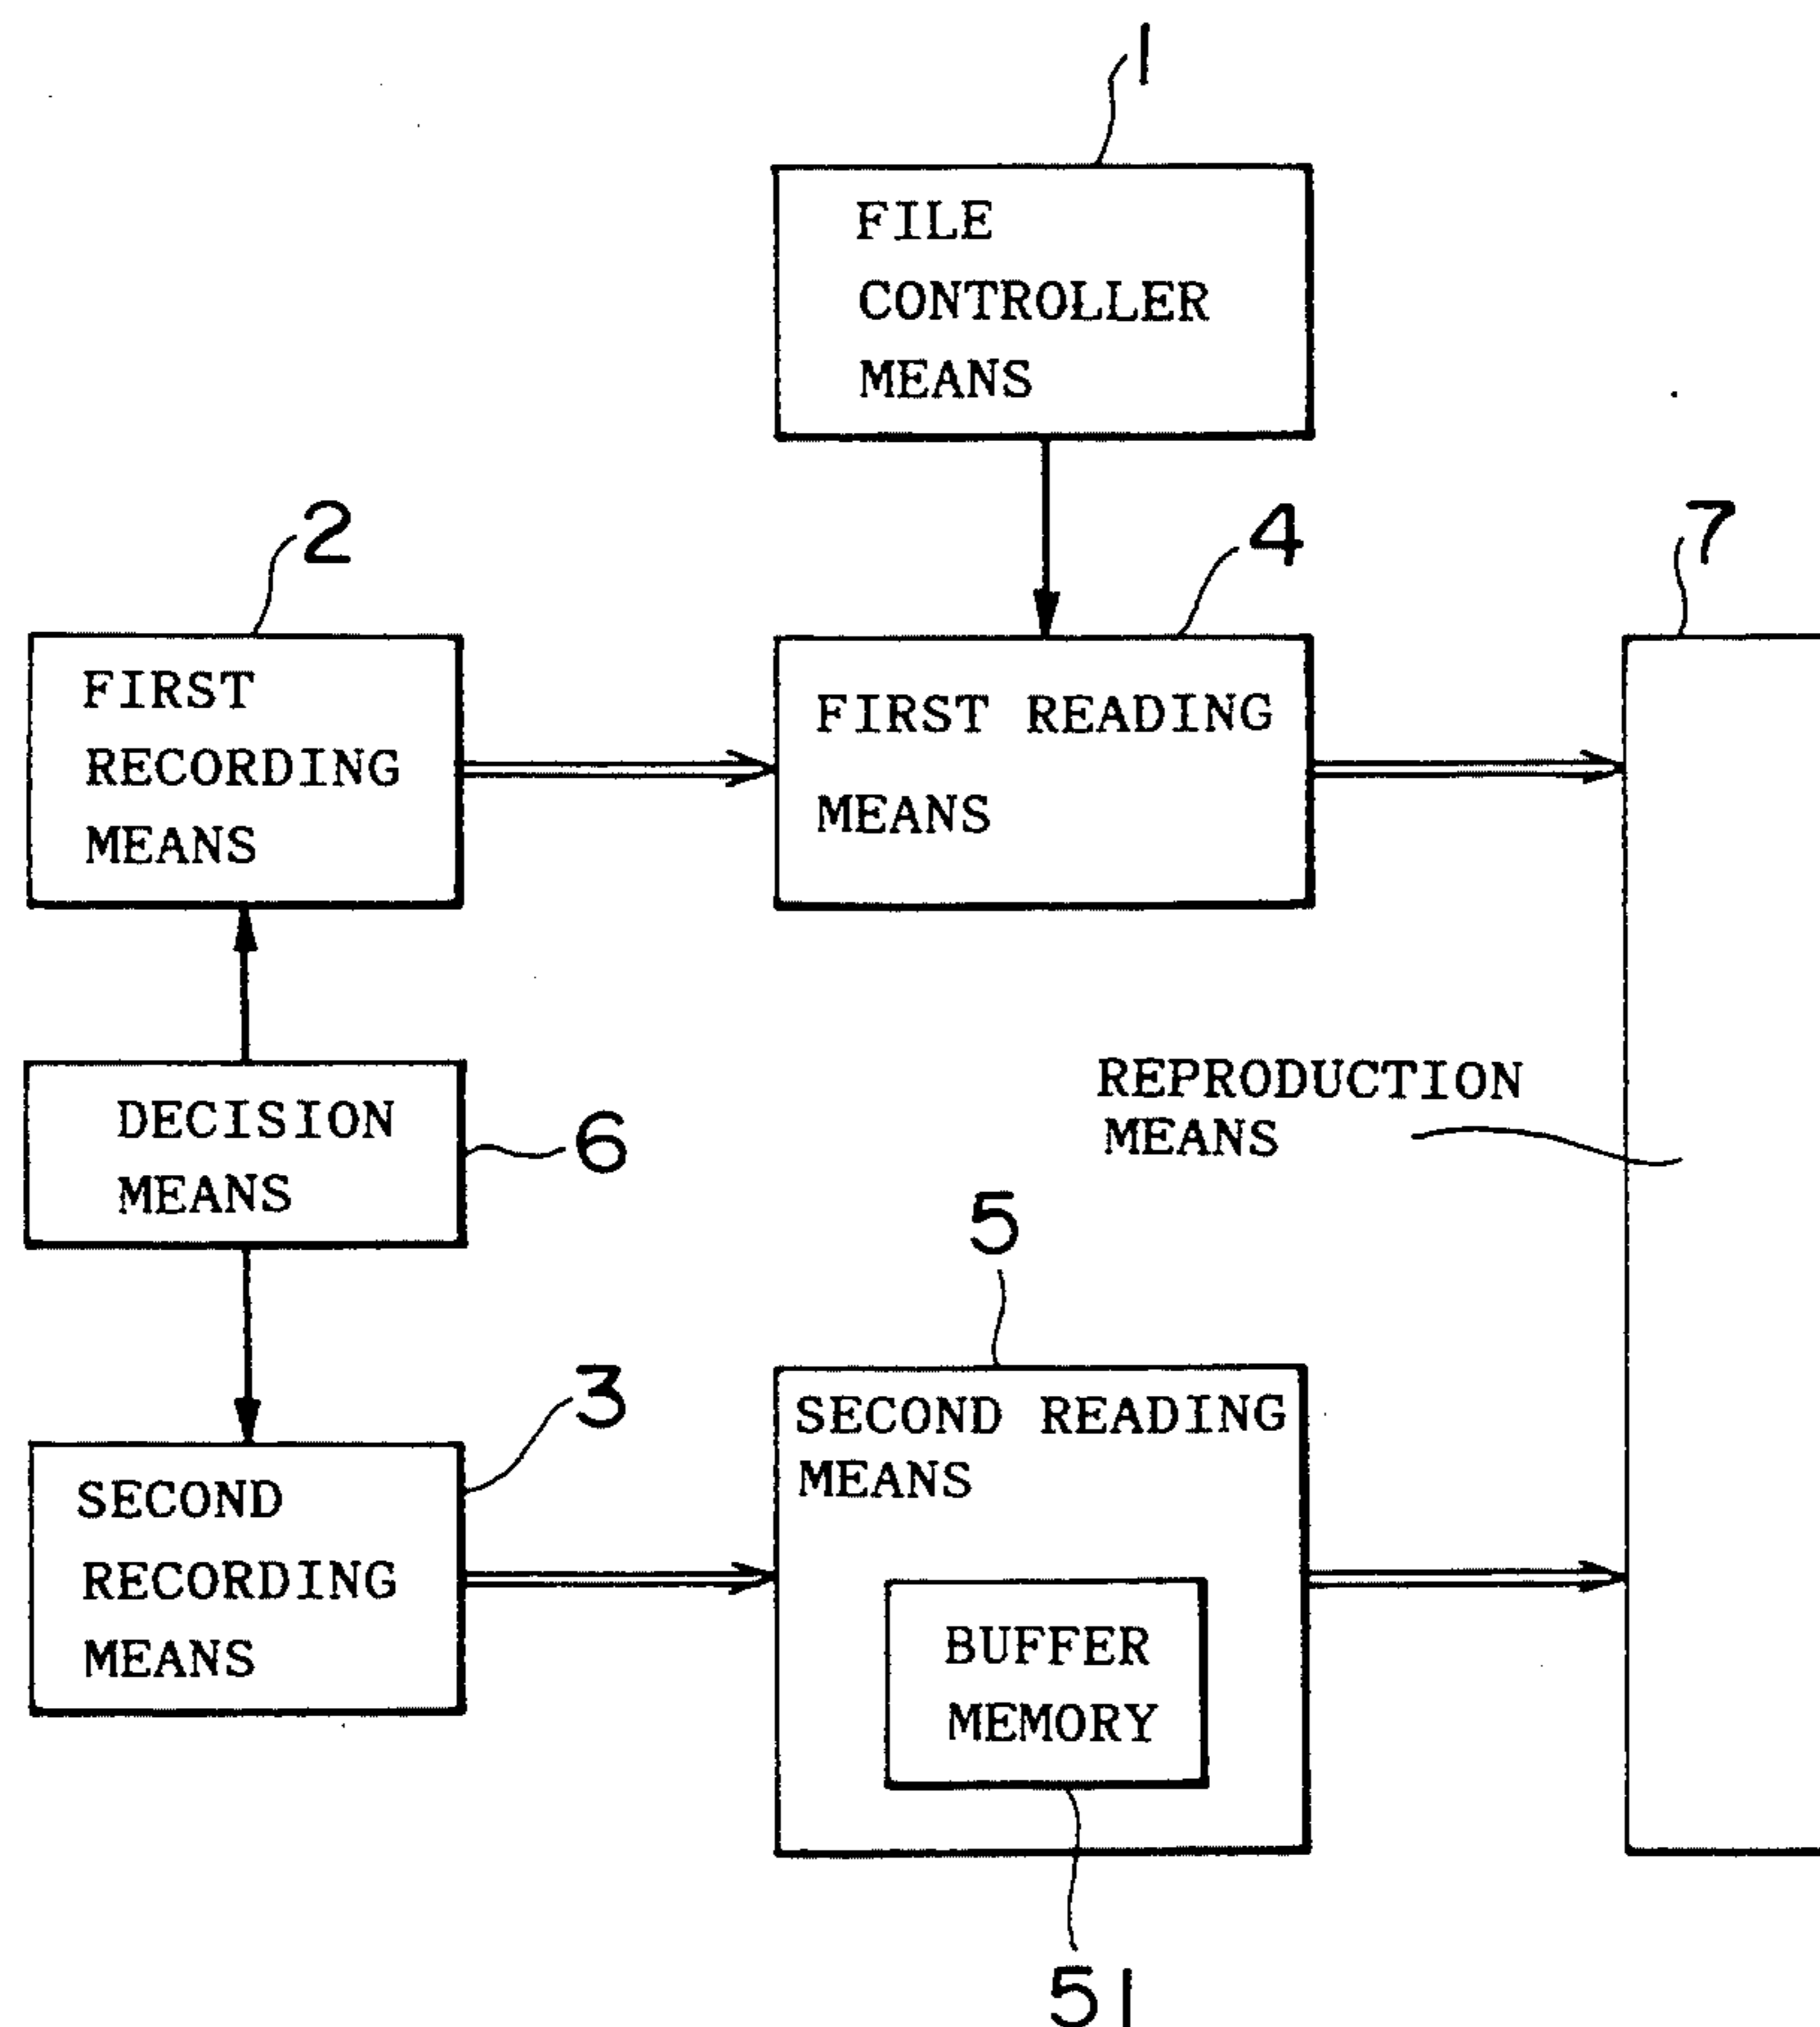 1
FILE
CONTROLLER
MEANS
2
FIRST
RECORDING
MEANS
4
FIRST READING
MEANS
7
DECISION
MEANS
6
REPRODUCTION
MEANS
3
SECOND
RECORDING
MEANS
5
SECOND READING
MEANS
BUFFER
MEMORY
51